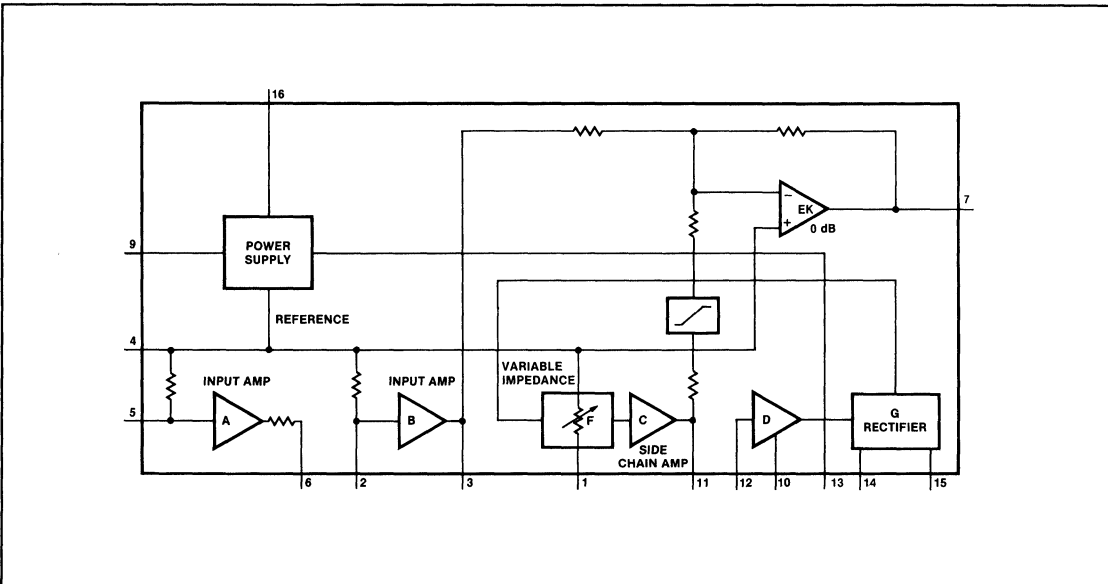 16
7
EK
−
+
0 dB
9
POWER
SUPPLY
REFERENCE
4
VARIABLE
IMPEDANCE
INPUT AMP
INPUT AMP
5
A
B
F
C
D
G
RECTIFIER
SIDE
CHAIN AMP
6
2
3
1
11
12
10
13
14
15